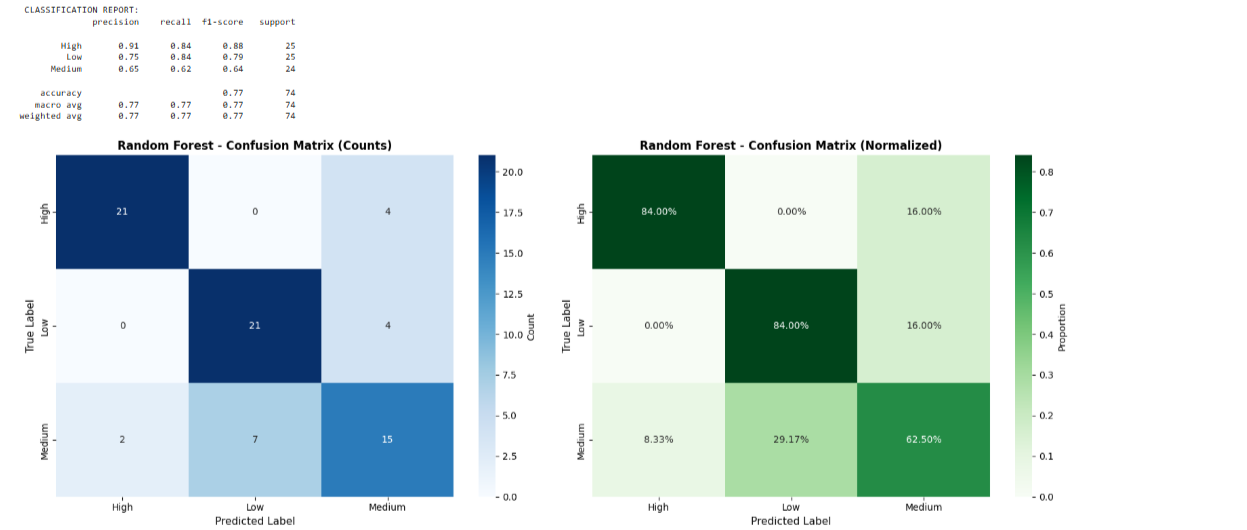 CLASSIFICATION REPORT:
precision recall f1-score support
High 0.91 0.84 0.88 25
Low 0.75 0.84 0.79 25
Medium 0.65 0.62 0.64 24
accuracy 0.77 74
macro avg 0.77 0.77 0.77 74
weighted avg 0.77 0.77 0.77 74
Random Forest - Confusion Matrix (Counts)
True Label
High
Low
Medium
21 0 4
0 21 4
2 7 15
High Low Medium
Predicted Label
20.0
17.5
15.0
12.5
10.0
7.5
5.0
2.5
0.0
Count
Random Forest - Confusion Matrix (Normalized)
True Label
High
Low
Medium
84.00% 0.00% 16.00%
0.00% 84.00% 16.00%
8.33% 29.17% 62.50%
High Low Medium
Predicted Label
0.8
0.7
0.6
0.5
0.4
0.3
0.2
0.1
0.0
Proportion